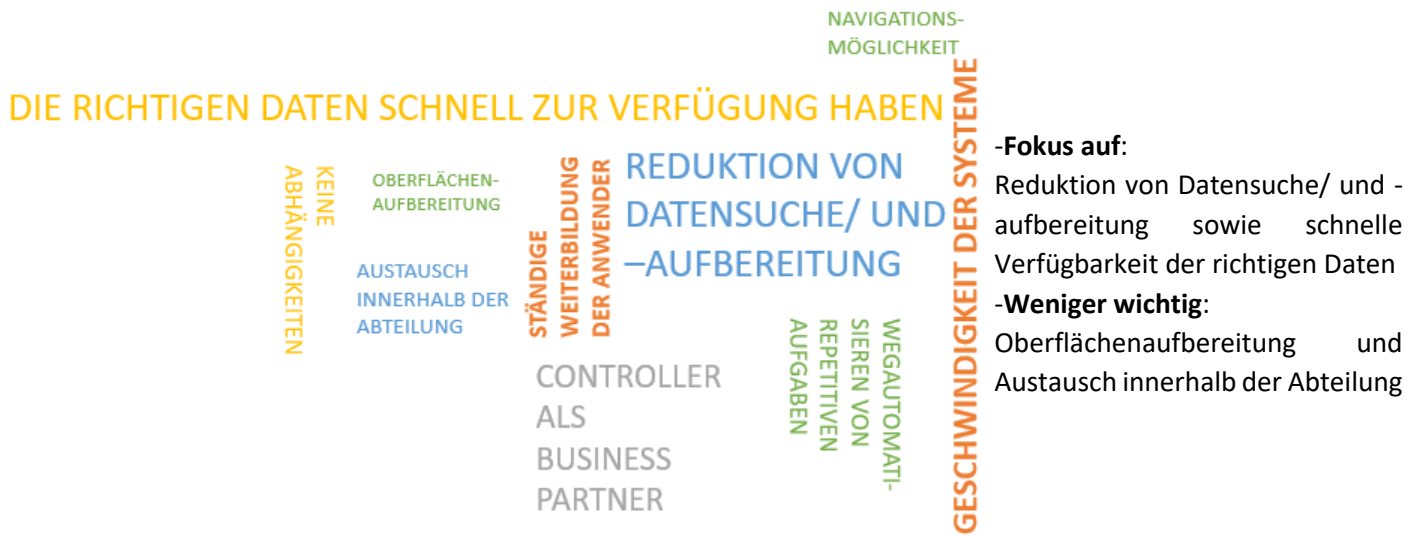 NAVIGATIONS-
MÖGLICHKEIT
DIE RICHTIGEN DATEN SCHNELL ZUR VERFÜGUNG HABEN
GESCHWINDIGKEIT DER SYSTEME
KEINE
ABHÄNGIGKEITEN
OBERFLÄCHEN-
AUFBEREITUNG
AUSTAUSCH
INNERHALB DER
ABTEILUNG
STÄNDIGE
WEITERBILDUNG
DER ANWENDER
REDUKTION VON
DATENSUCHE/ UND
–AUFBEREITUNG
WEGAUTOMATI-
SIEREN VON
REPETITIVEN
AUFGABEN
CONTROLLER
ALS
BUSINESS
PARTNER
-Fokus auf:
Reduktion von Datensuche/ und -
aufbereitung sowie schnelle
Verfügbarkeit der richtigen Daten
-Weniger wichtig:
Oberflächenaufbereitung und
Austausch innerhalb der Abteilung